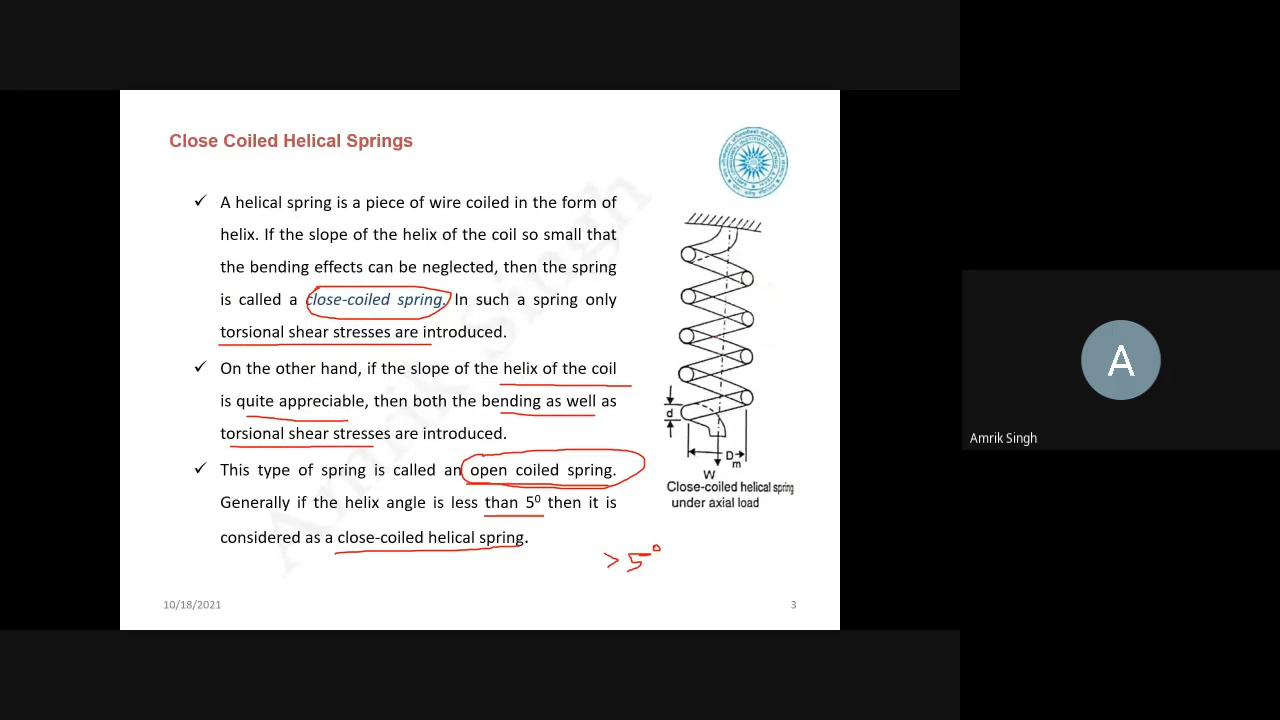 Close Coiled Helical Springs
✓ A helical spring is a piece of wire coiled in the form of
helix. If the slope of the helix of the coil so small that
the bending effects can be neglected, then the spring
is called a close-coiled spring. In such a spring only
torsional shear stresses are introduced.
✓ On the other hand, if the slope of the helix of the coil
is quite appreciable, then both the bending as well as
torsional shear stresses are introduced.
✓ This type of spring is called an open coiled spring.
Generally if the helix angle is less than 5⁰ then it is
considered as a close-coiled helical spring.
> 5°
d
D
m
W
Close-coiled helical spring
under axial load
10/18/2021
3
Amrik Singh
A
Amrik Singh